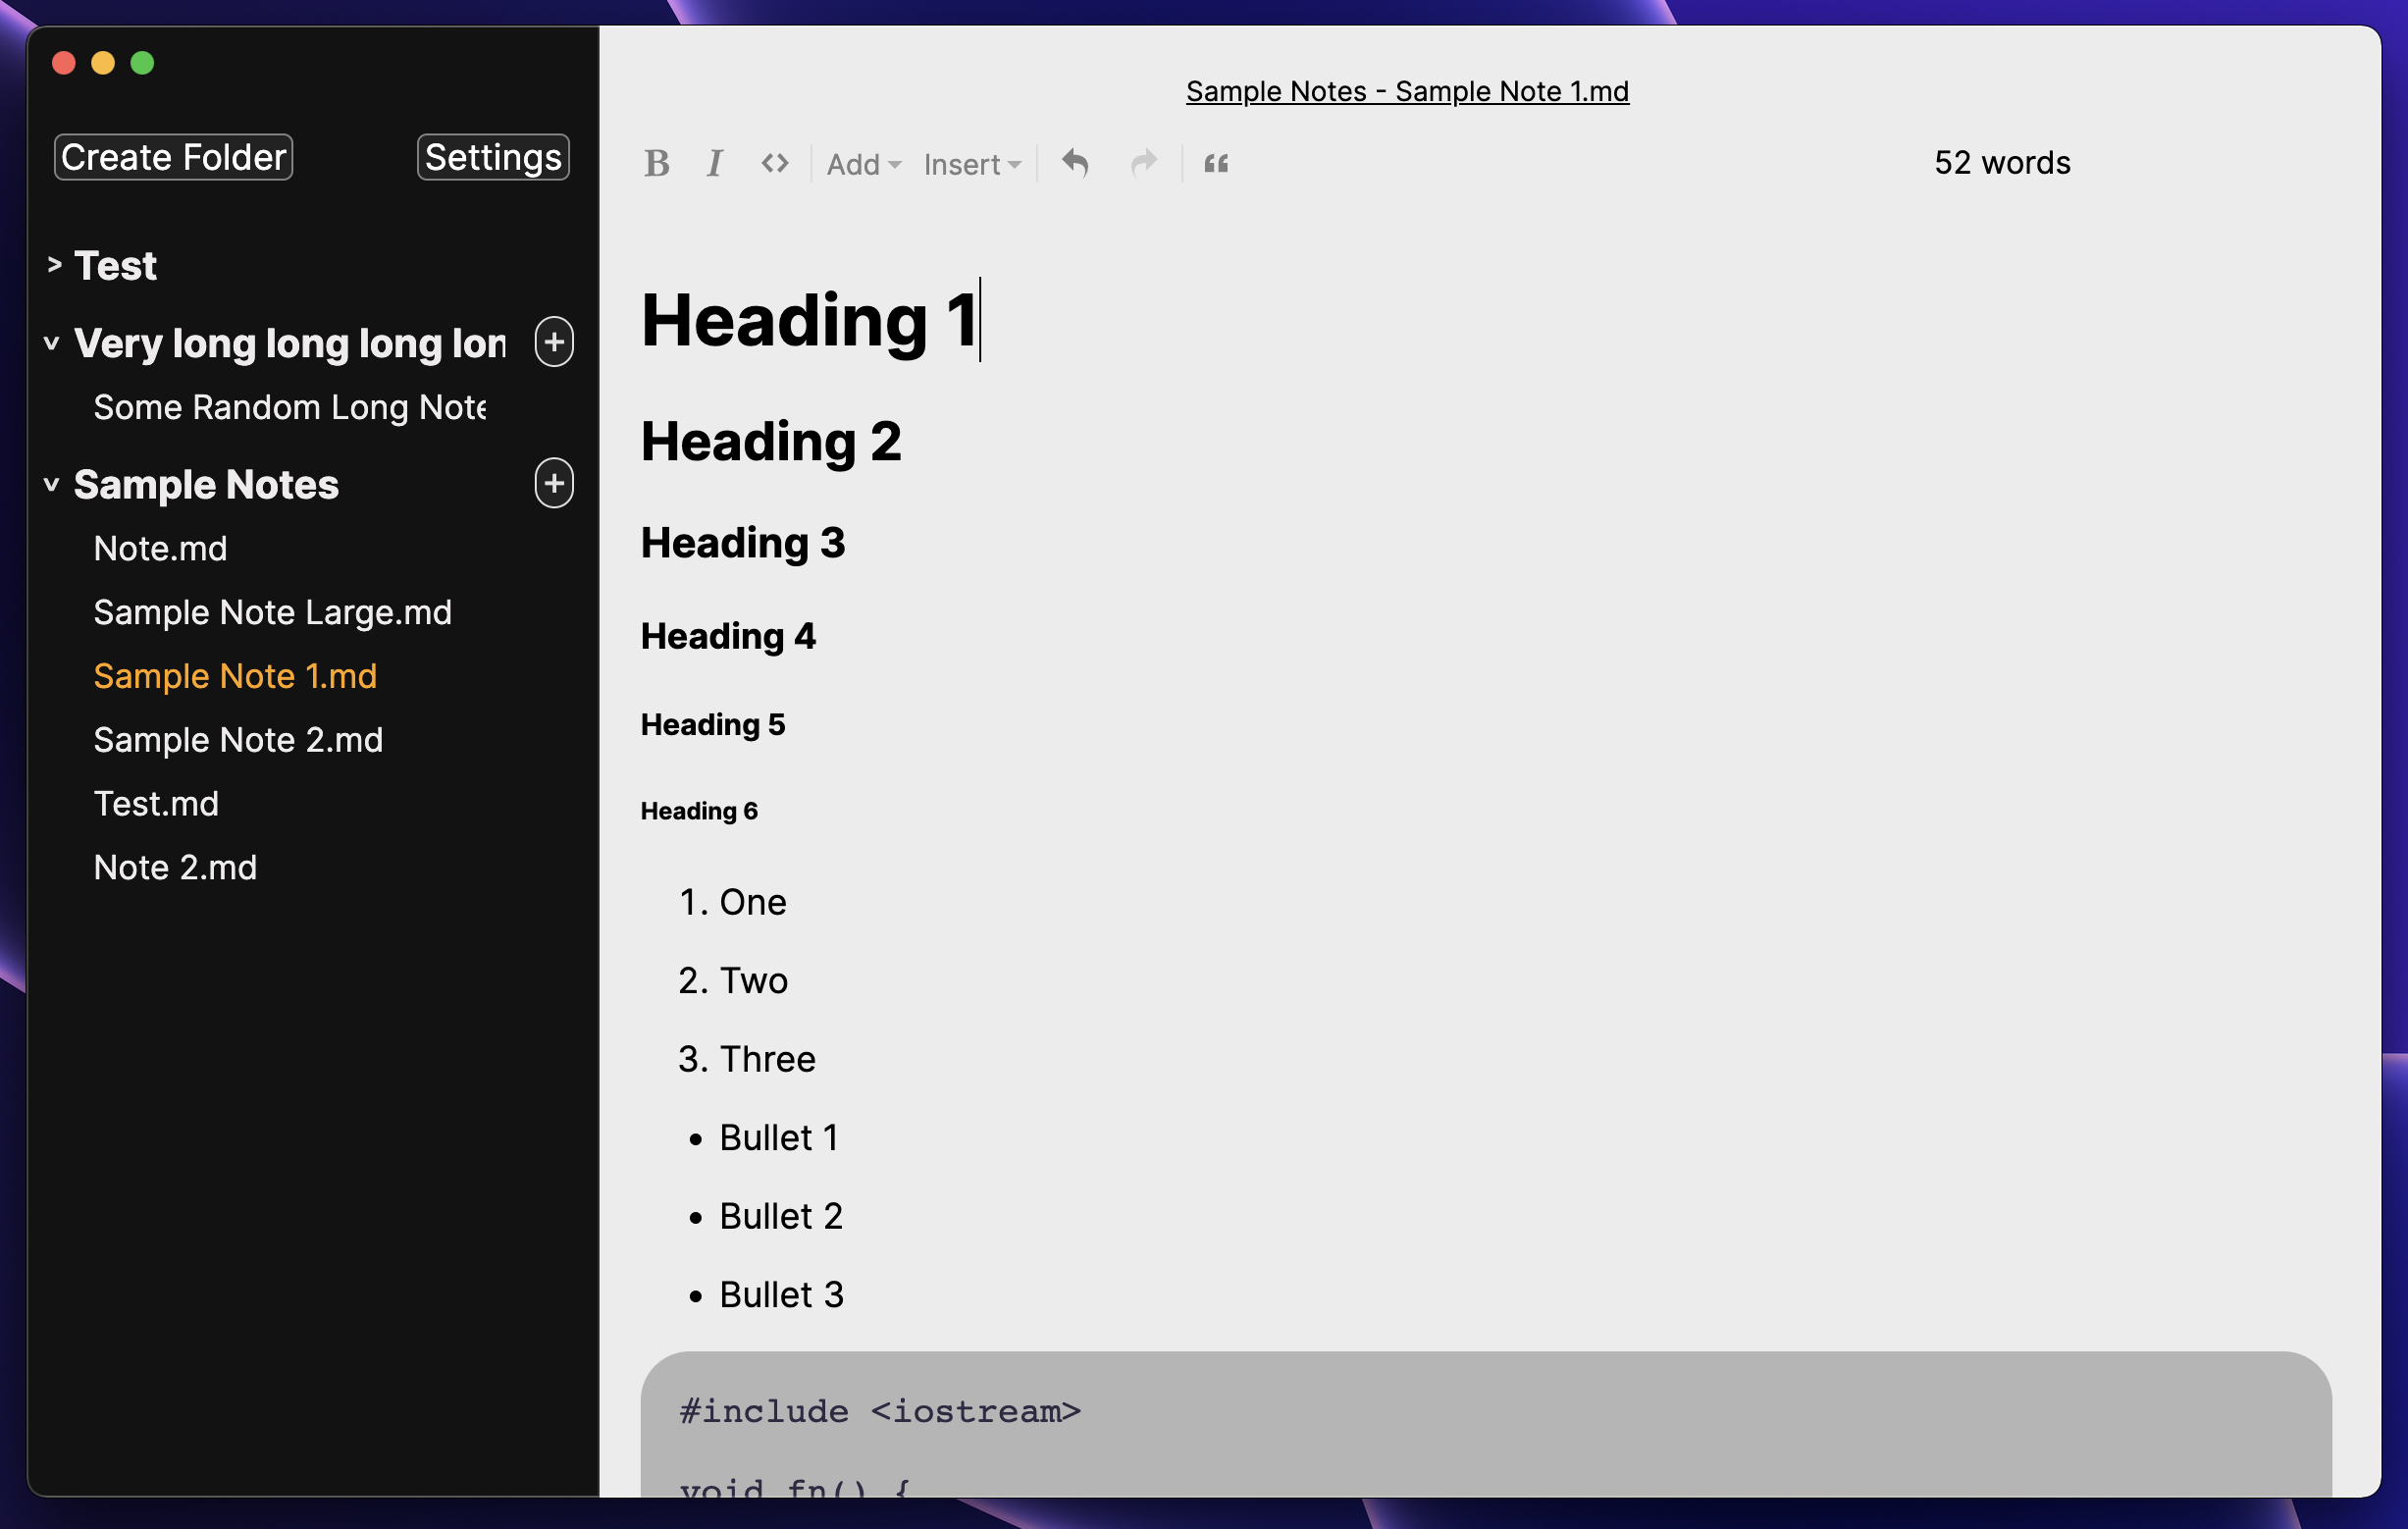 Create Folder
Settings
> Test
v Very long long long lon
+
Some Random Long Note
v Sample Notes
+
Note.md
Sample Note Large.md
Sample Note 1.md
Sample Note 2.md
Test.md
Note 2.md
Sample Notes - Sample Note 1.md
B I <> Add Insert “ 52 words
Heading 1
Heading 2
Heading 3
Heading 4
Heading 5
Heading 6
1. One
2. Two
3. Three
• Bullet 1
• Bullet 2
• Bullet 3
#include <iostream>
void fn() {